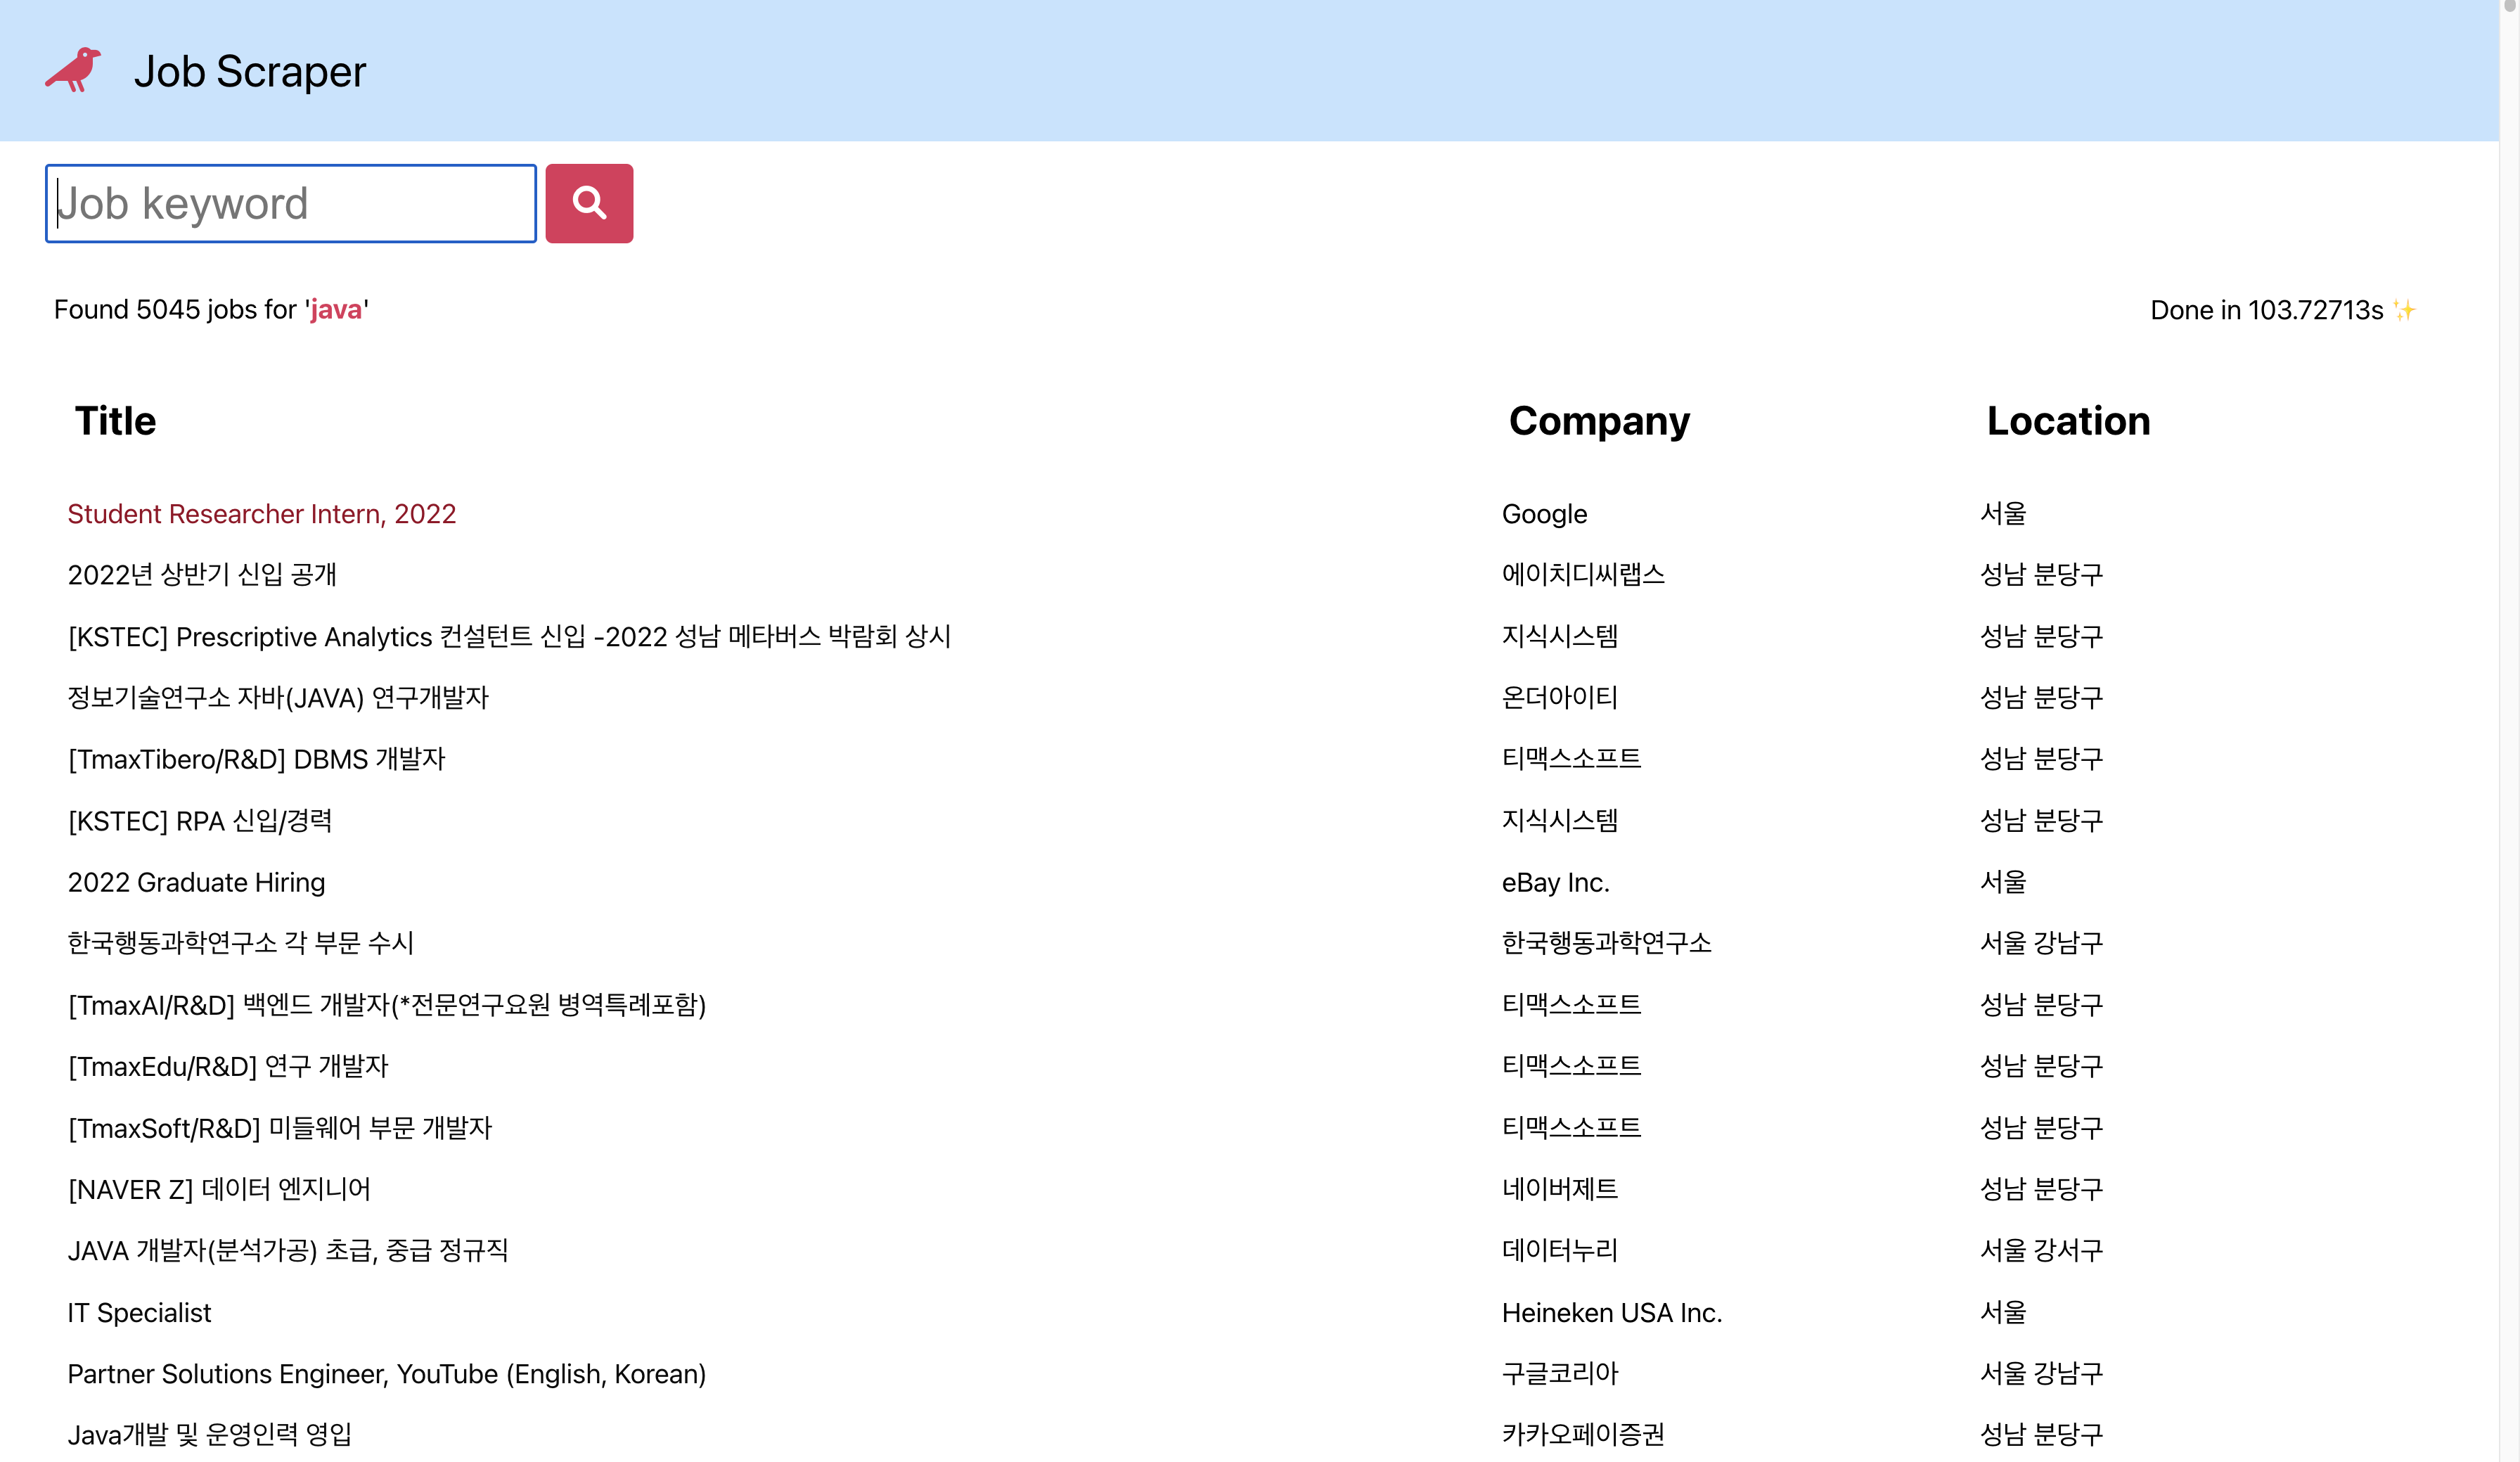 Job Scraper
Job keyword
Found 5045 jobs for 'java' Done in 103.72713s ✨
Title Company Location
Student Researcher Intern, 2022 Google 서울
2022년 상반기 신입 공개 에이치디씨랩스 성남 분당구
[KSTEC] Prescriptive Analytics 컨설턴트 신입 -2022 성남 메타버스 박람회 상시 지식시스템 성남 분당구
정보기술연구소 자바(JAVA) 연구개발자 온더아이티 성남 분당구
[TmaxTibero/R&D] DBMS 개발자 티맥스소프트 성남 분당구
[KSTEC] RPA 신입/경력 지식시스템 성남 분당구
2022 Graduate Hiring eBay Inc. 서울
한국행동과학연구소 각 부문 수시 한국행동과학연구소 서울 강남구
[TmaxAI/R&D] 백엔드 개발자(*전문연구요원 병역특례포함) 티맥스소프트 성남 분당구
[TmaxEdu/R&D] 연구 개발자 티맥스소프트 성남 분당구
[TmaxSoft/R&D] 미들웨어 부문 개발자 티맥스소프트 성남 분당구
[NAVER Z] 데이터 엔지니어 네이버제트 성남 분당구
JAVA 개발자(분석가공) 초급, 중급 정규직 데이터누리 서울 강서구
IT Specialist Heineken USA Inc. 서울
Partner Solutions Engineer, YouTube (English, Korean) 구글코리아 서울 강남구
Java개발 및 운영인력 영입 카카오페이증권 성남 분당구